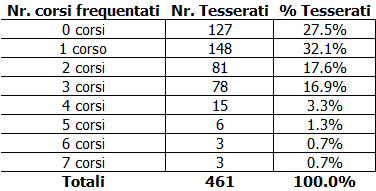 Nr. corsi frequentati Nr. Tesserati % Tesserati
0 corsi 127 27.5%
1 corso 148 32.1%
2 corsi 81 17.6%
3 corsi 78 16.9%
4 corsi 15 3.3%
5 corsi 6 1.3%
6 corsi 3 0.7%
7 corsi 3 0.7%
Totali 461 100.0%